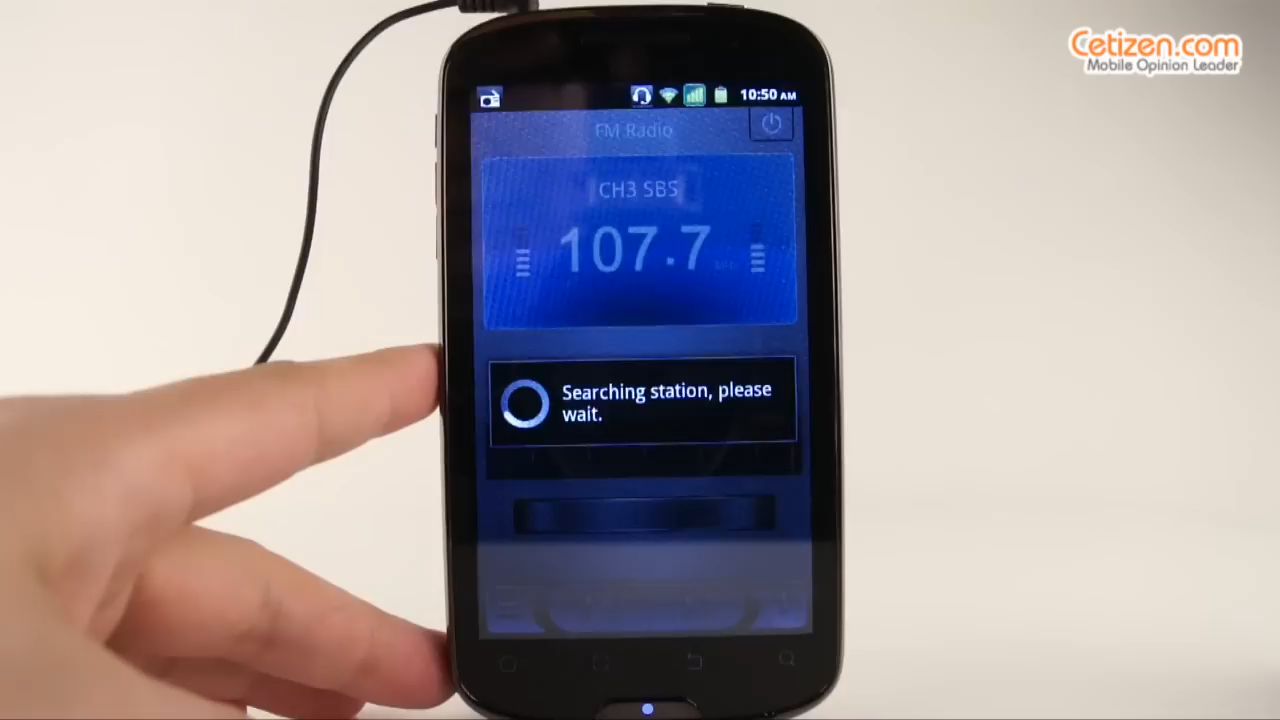 Cetizen.com
Mobile Opinion Leader
10:50 AM
FM Radio
CH3 SBS
107.7
Searching station, please
wait.